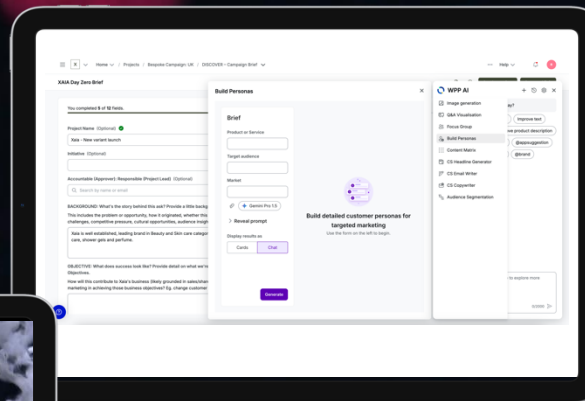 Home / Projects / Bespoke Campaign: UK / DISCOVER - Campaign Brief
Help
XAIA Day Zero Brief
You completed 9 of 12 fields.
Project Name (Optional)
Xaia - New variant launch
Initiative (Optional)
Accountable (Approver): Responsible (Project Lead) (Optional)
Search by name or email
BACKGROUND: What's the story behind this ask? Provide a little backg
This includes the problem or opportunity, how it originated, whether this
challenges, competitive pressure, cultural opportunities, audience insigh
Xaia is well established, leading brand in Beauty and Skin care categor
care, shower gels and perfume.
OBJECTIVE: What does success look like? Provide detail on what we'r
Objectives.
How will this contribute to Xaia's business (likely grounded in sales/shar
marketing in achieving those business objectives? Eg. change customer
Build Personas
Brief
Product or Service
Target audience
Market
Gemini Pro 1.5
Reveal prompt
Display results as
Cards
Chat
Generate
Build detailed customer personas for
targeted marketing
Use the form on the left to begin.
WPP AI
Image generation
Q&A Visualisation
Focus Group
Build Personas
Content Matrix
CS Headline Generator
CS Email Writer
CS Copywriter
Audience Segmentation
ay?
Improve text
ve product description
@appsuggestion
@brand
to explore more